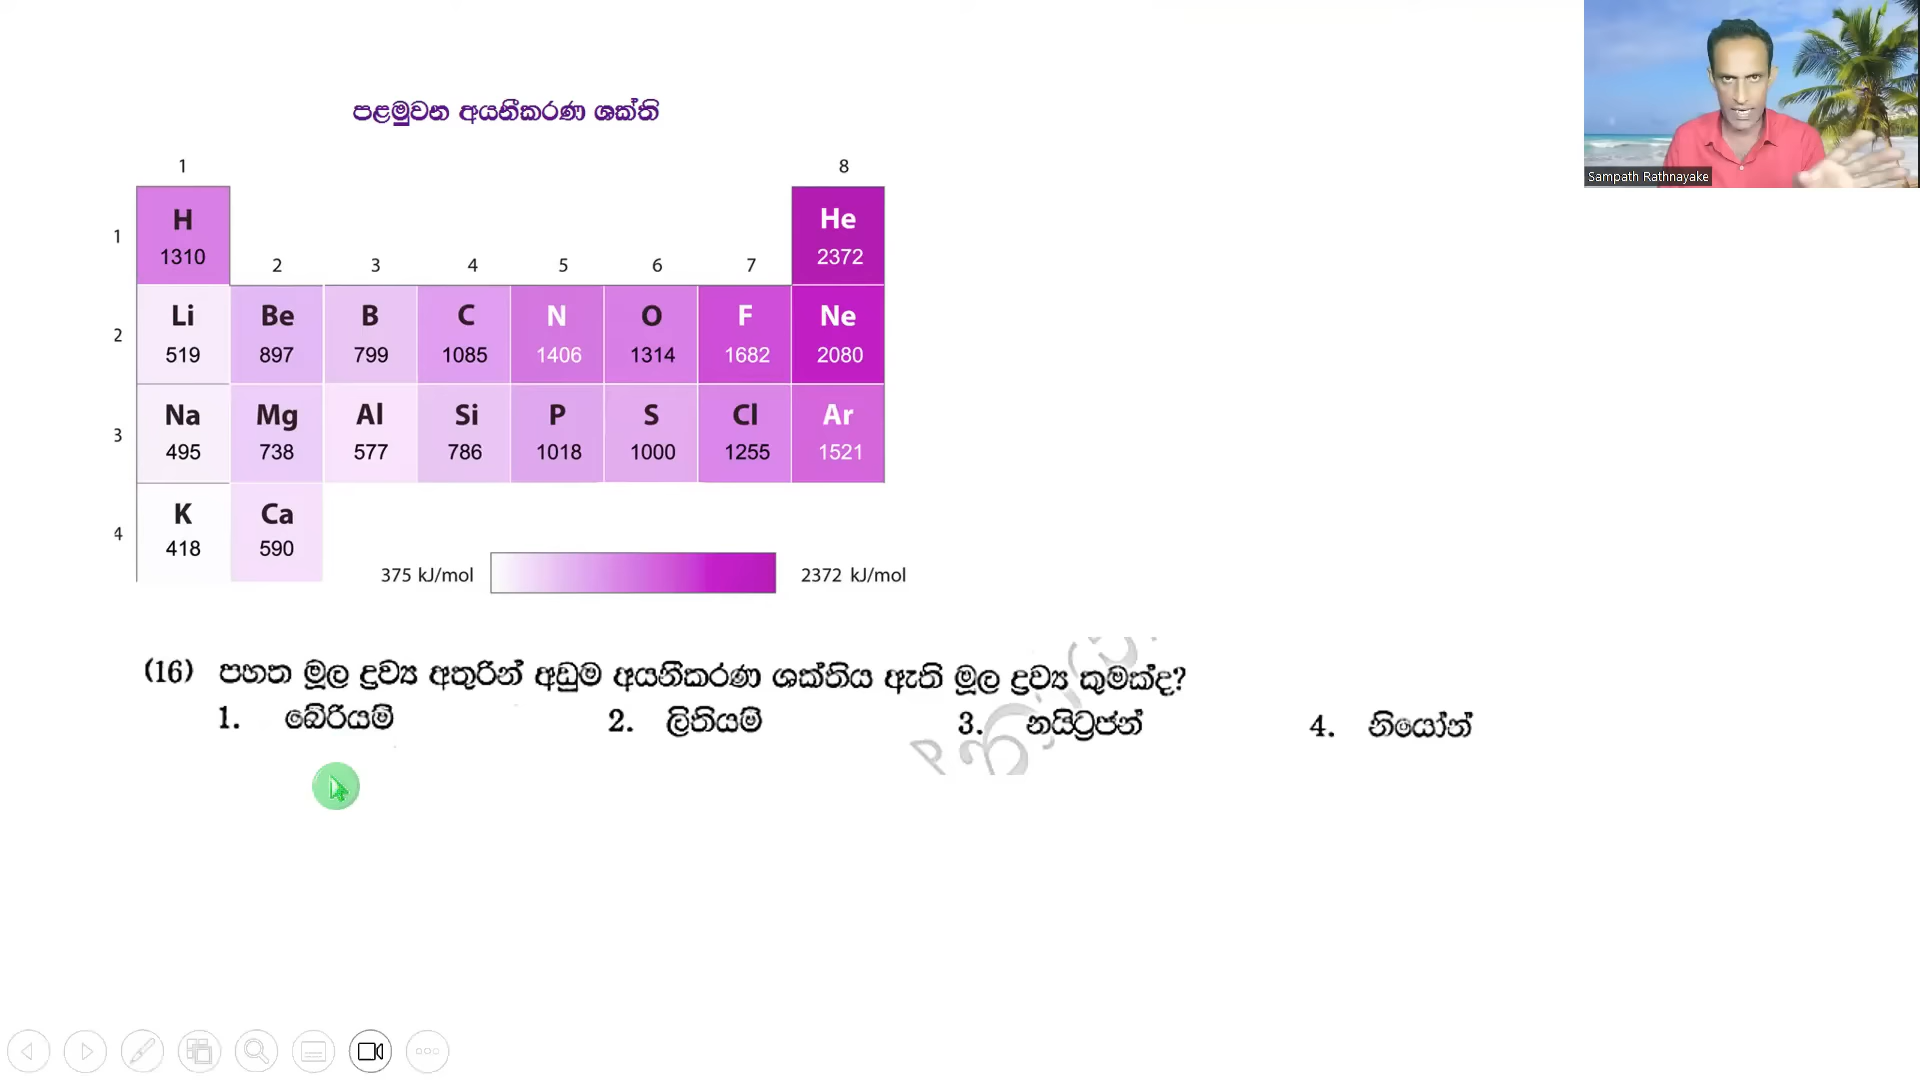 Sampath Rathnayake
පළමුවන අයනීකරණ ශක්ති
1 8
H He
1 1310 2372
2 3 4 5 6 7
Li Be B C N O F Ne
2 519 897 799 1085 1406 1314 1682 2080
Na Mg Al Si P S Cl Ar
3 495 738 577 786 1018 1000 1255 1521
K Ca
4 418 590
375 kJ/mol 2372 kJ/mol
(16) පහත මූල ද්‍රව්‍ය අතුරින් අඩුම අයනීකරණ ශක්තිය ඇති මූල ද්‍රව්‍ය කුමක්ද?
1. බේරියම් 2. ලිතියම් 3. නයිට්‍රජන් 4. නියෝන්